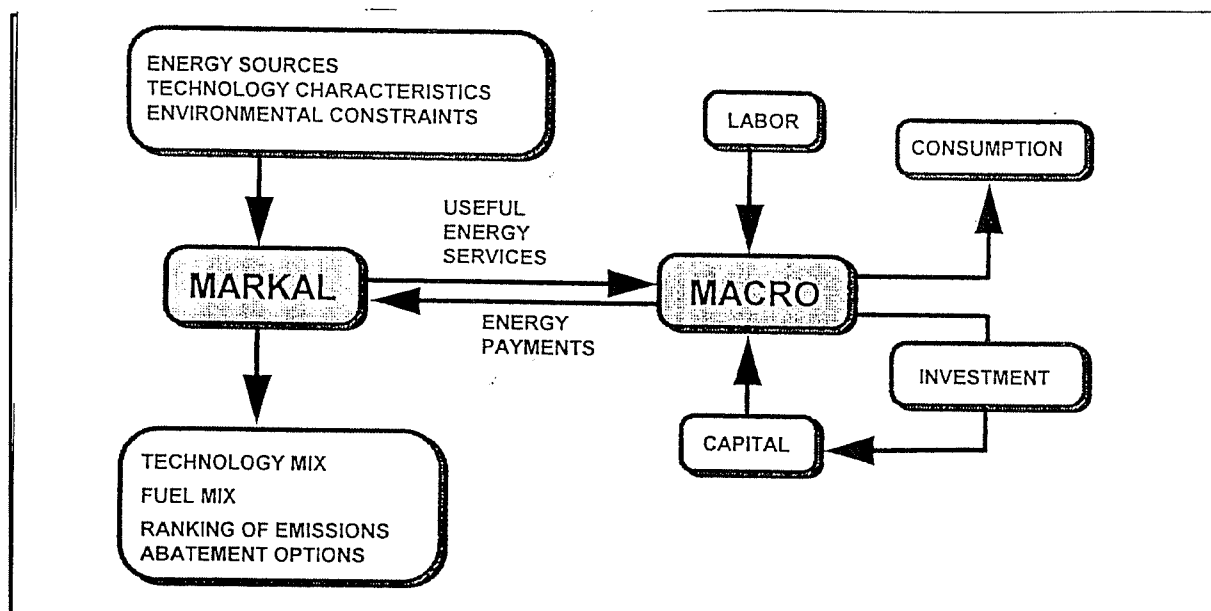 ENERGY SOURCES
TECHNOLOGY CHARACTERISTICS
ENVIRONMENTAL CONSTRAINTS
LABOR
CONSUMPTION
USEFUL
ENERGY
SERVICES
MARKAL
MACRO
ENERGY
PAYMENTS
INVESTMENT
CAPITAL
TECHNOLOGY MIX
FUEL MIX
RANKING OF EMISSIONS
ABATEMENT OPTIONS